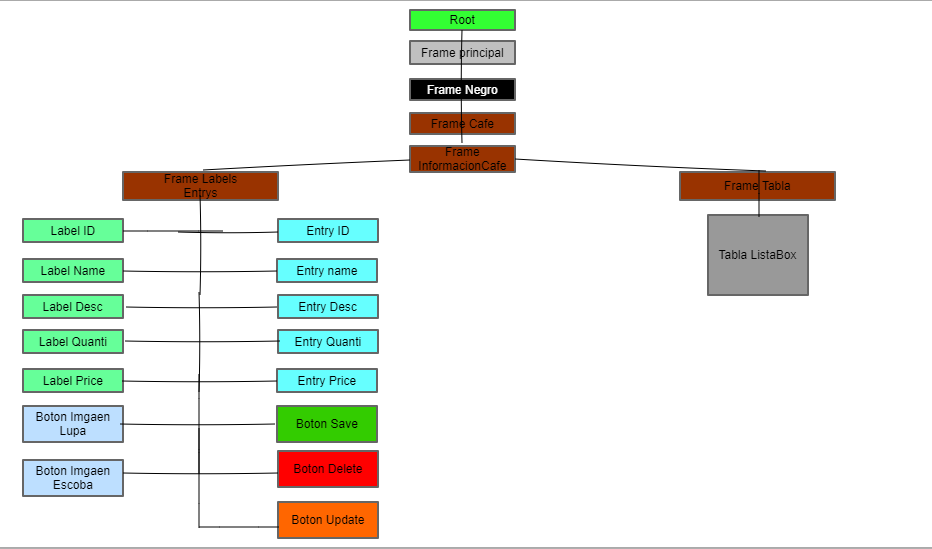 Root
Frame principal
Frame Negro
Frame Cafe
Frame
InformacionCafe
Frame Labels
Entrys
Frame Tabla
Label ID
Entry ID
Tabla ListaBox
Label Name
Entry name
Label Desc
Entry Desc
Label Quanti
Entry Quanti
Label Price
Entry Price
Boton Imgaen
Lupa
Boton Save
Boton Imgaen
Escoba
Boton Delete
Boton Update